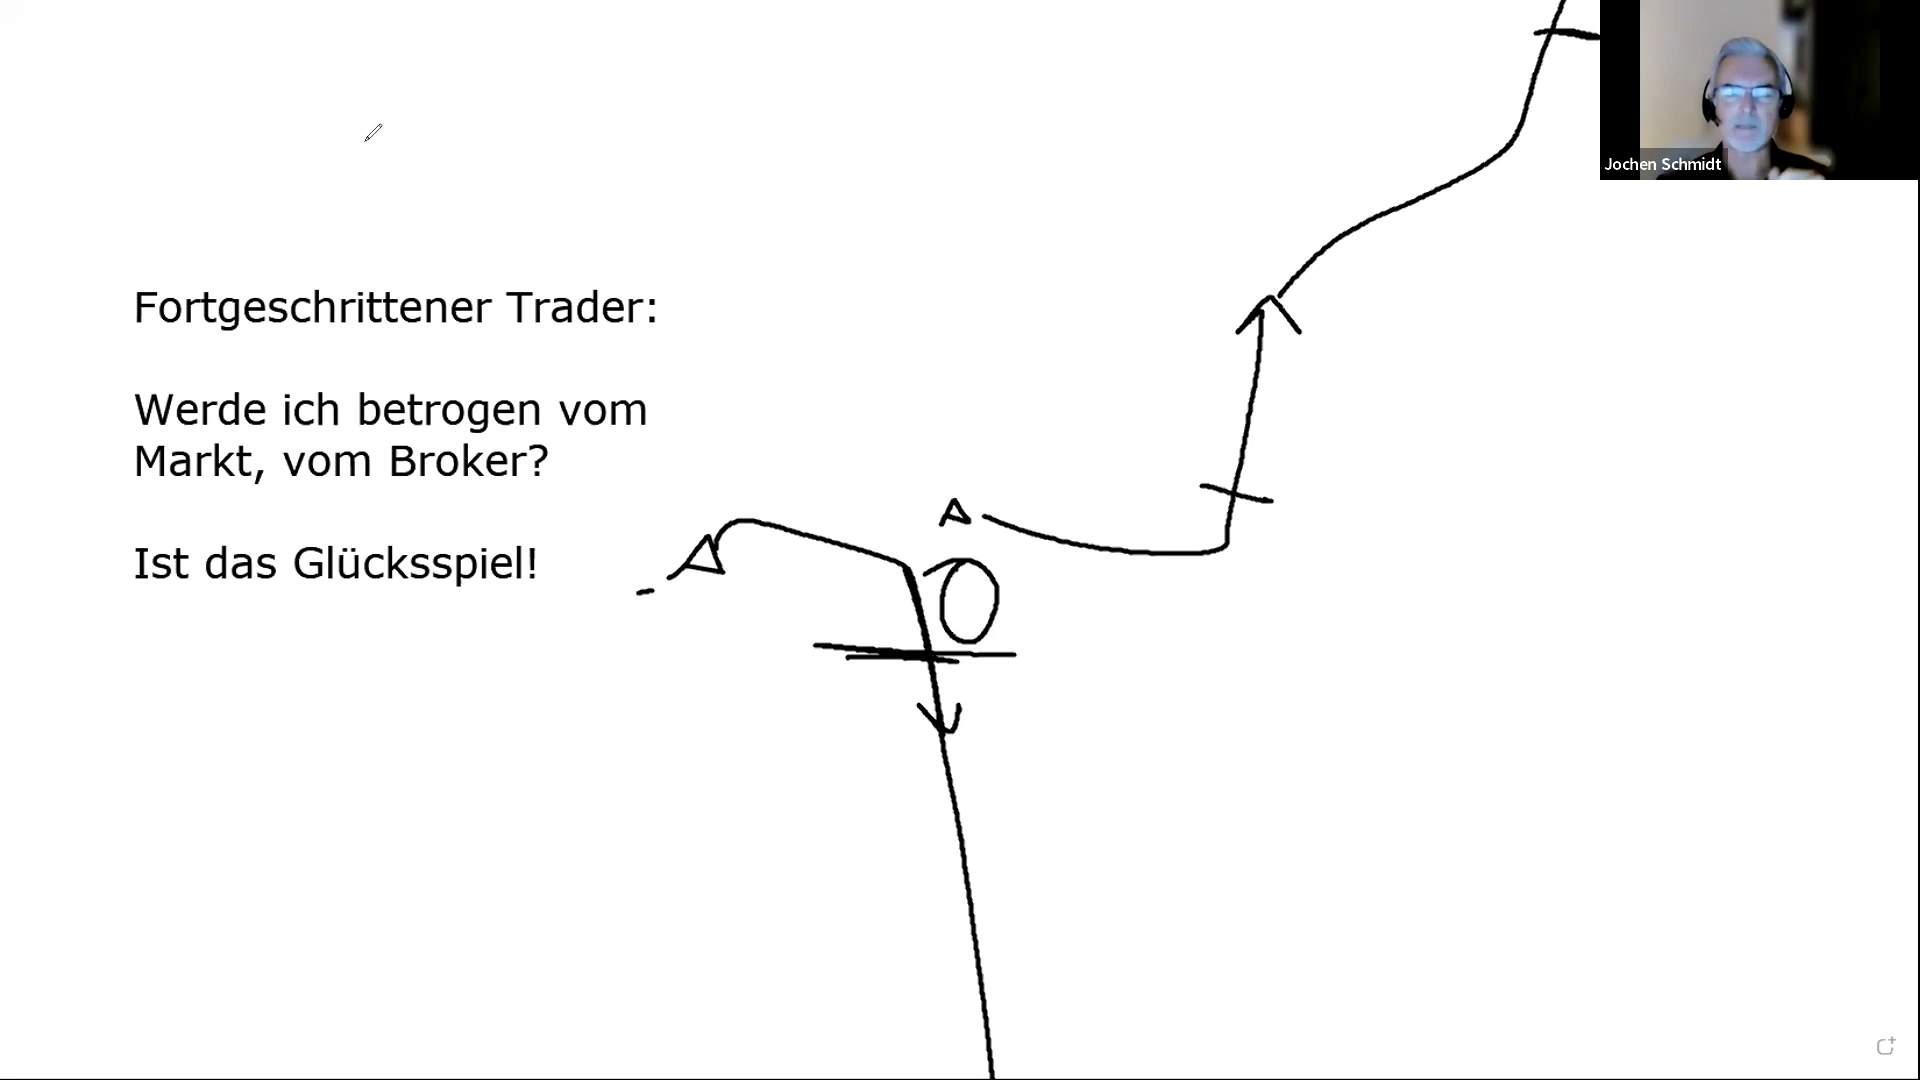 Jochen Schmidt
Fortgeschrittener Trader:
Werde ich betrogen vom
Markt, vom Broker?
Ist das Glücksspiel!